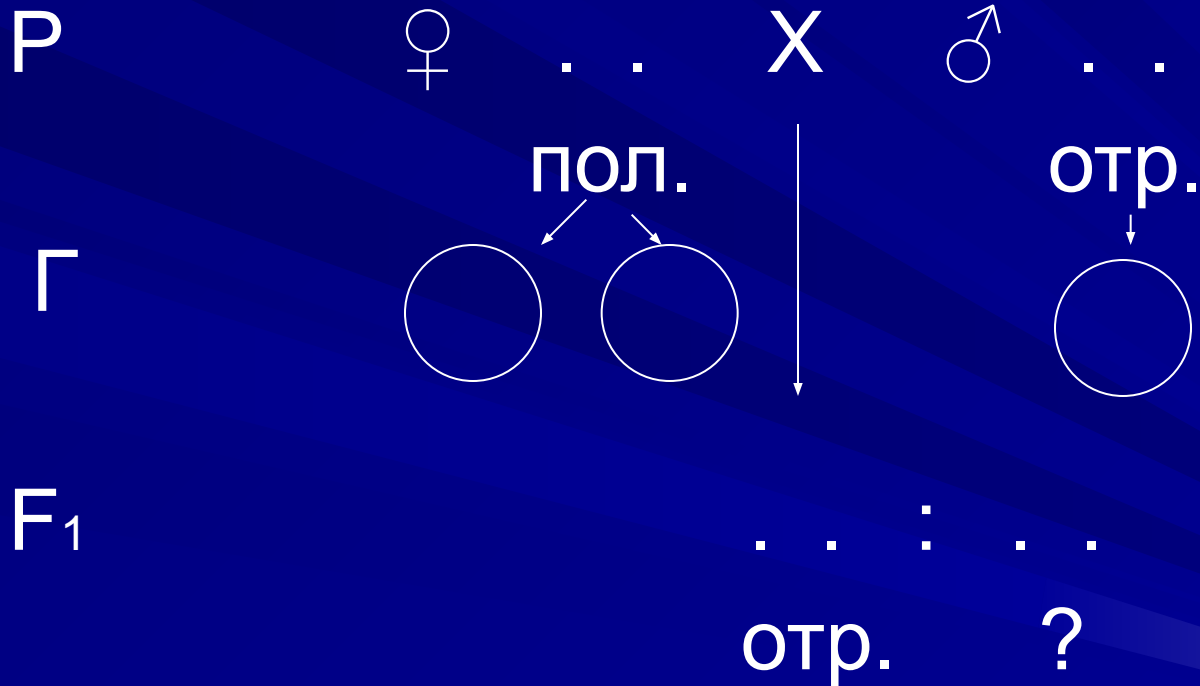 Р ♀ . . Х ♂ . .
пол. отр.
Г
F₁ . . : . .
отр. ?